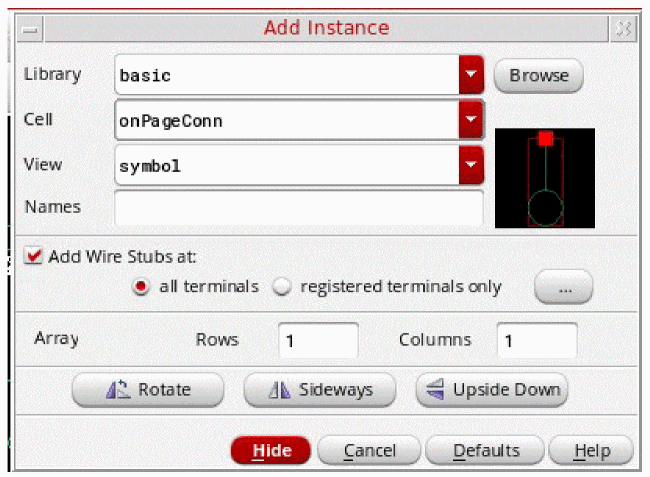 Add Instance
Library basic Browse
Cell onPageConn
View symbol
Names
Add Wire Stubs at:
all terminals registered terminals only ...
Array Rows 1 Columns 1
Rotate Sideways Upside Down
Hide Cancel Defaults Help